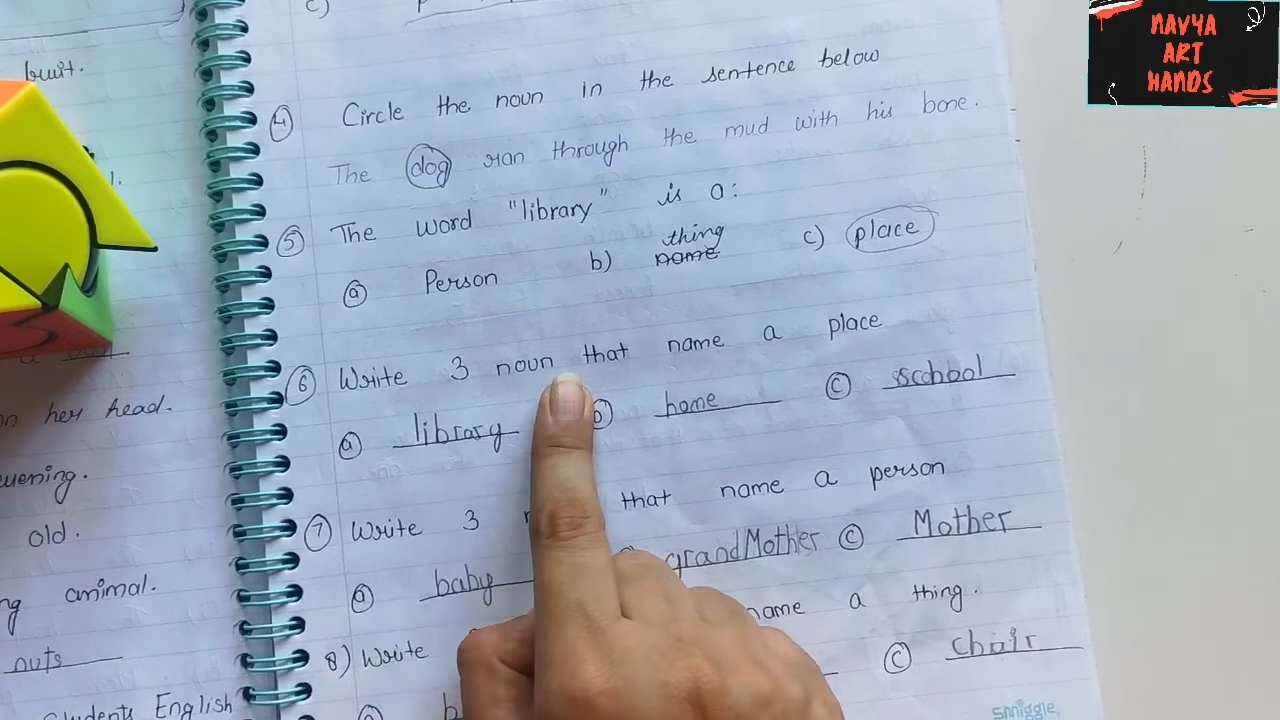 c)
NAVYA
ART
HANDS
fruit.
on her head.
evening.
old.
animal.
nuts
Students English
4 Circle the noun in the sentence below
The dog ran through the mud with his bone.
5 The word "library" is a:
a Person b) thing name c) place
6 Write 3 noun that name a place
a library b home c school
7 Write 3 that name a person
a baby grandMother c Mother
8) Write name a thing.
a c chair
smiggle